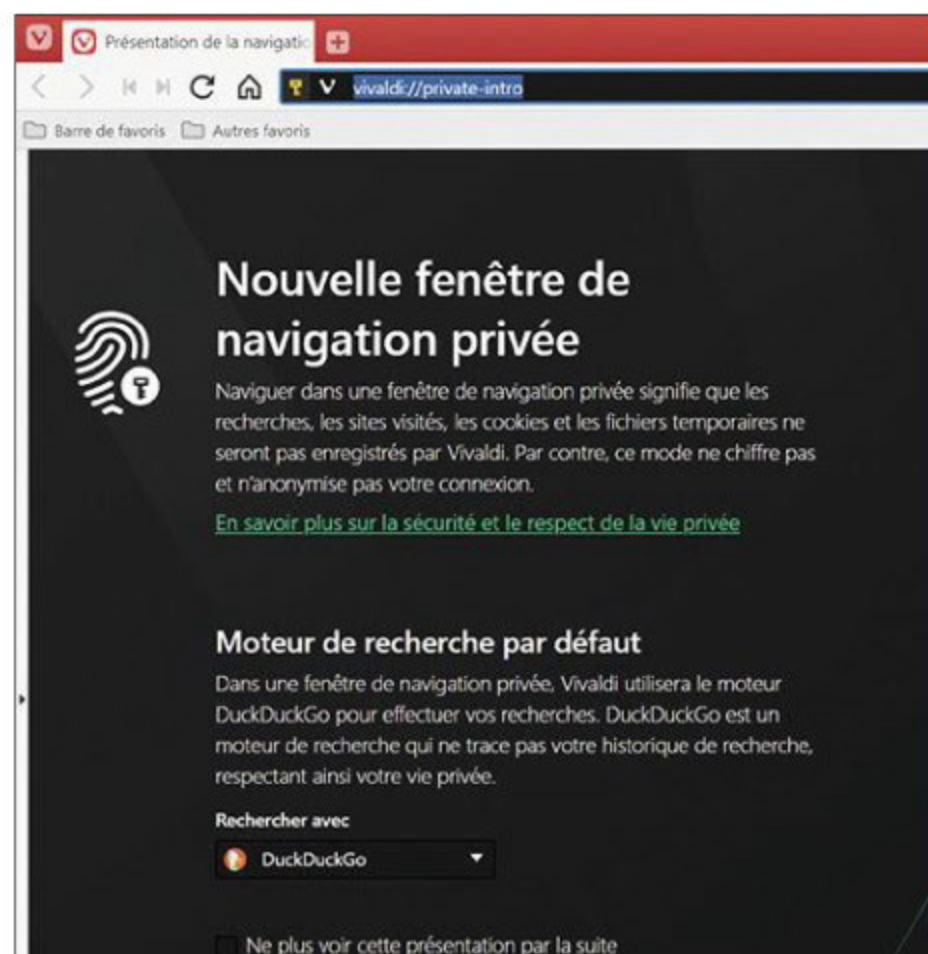 Présentation de la navigatio
vivaldi://private-intro
Barre de favoris Autres favoris
Nouvelle fenêtre de
navigation privée
Naviguer dans une fenêtre de navigation privée signifie que les
recherches, les sites visités, les cookies et les fichiers temporaires ne
seront pas enregistrés par Vivaldi. Par contre, ce mode ne chiffre pas
et n'anonymise pas votre connexion.
En savoir plus sur la sécurité et le respect de la vie privée
Moteur de recherche par défaut
Dans une fenêtre de navigation privée, Vivaldi utilisera le moteur
DuckDuckGo pour effectuer vos recherches. DuckDuckGo est un
moteur de recherche qui ne trace pas votre historique de recherche,
respectant ainsi votre vie privée.
Rechercher avec
DuckDuckGo
Ne plus voir cette présentation par la suite